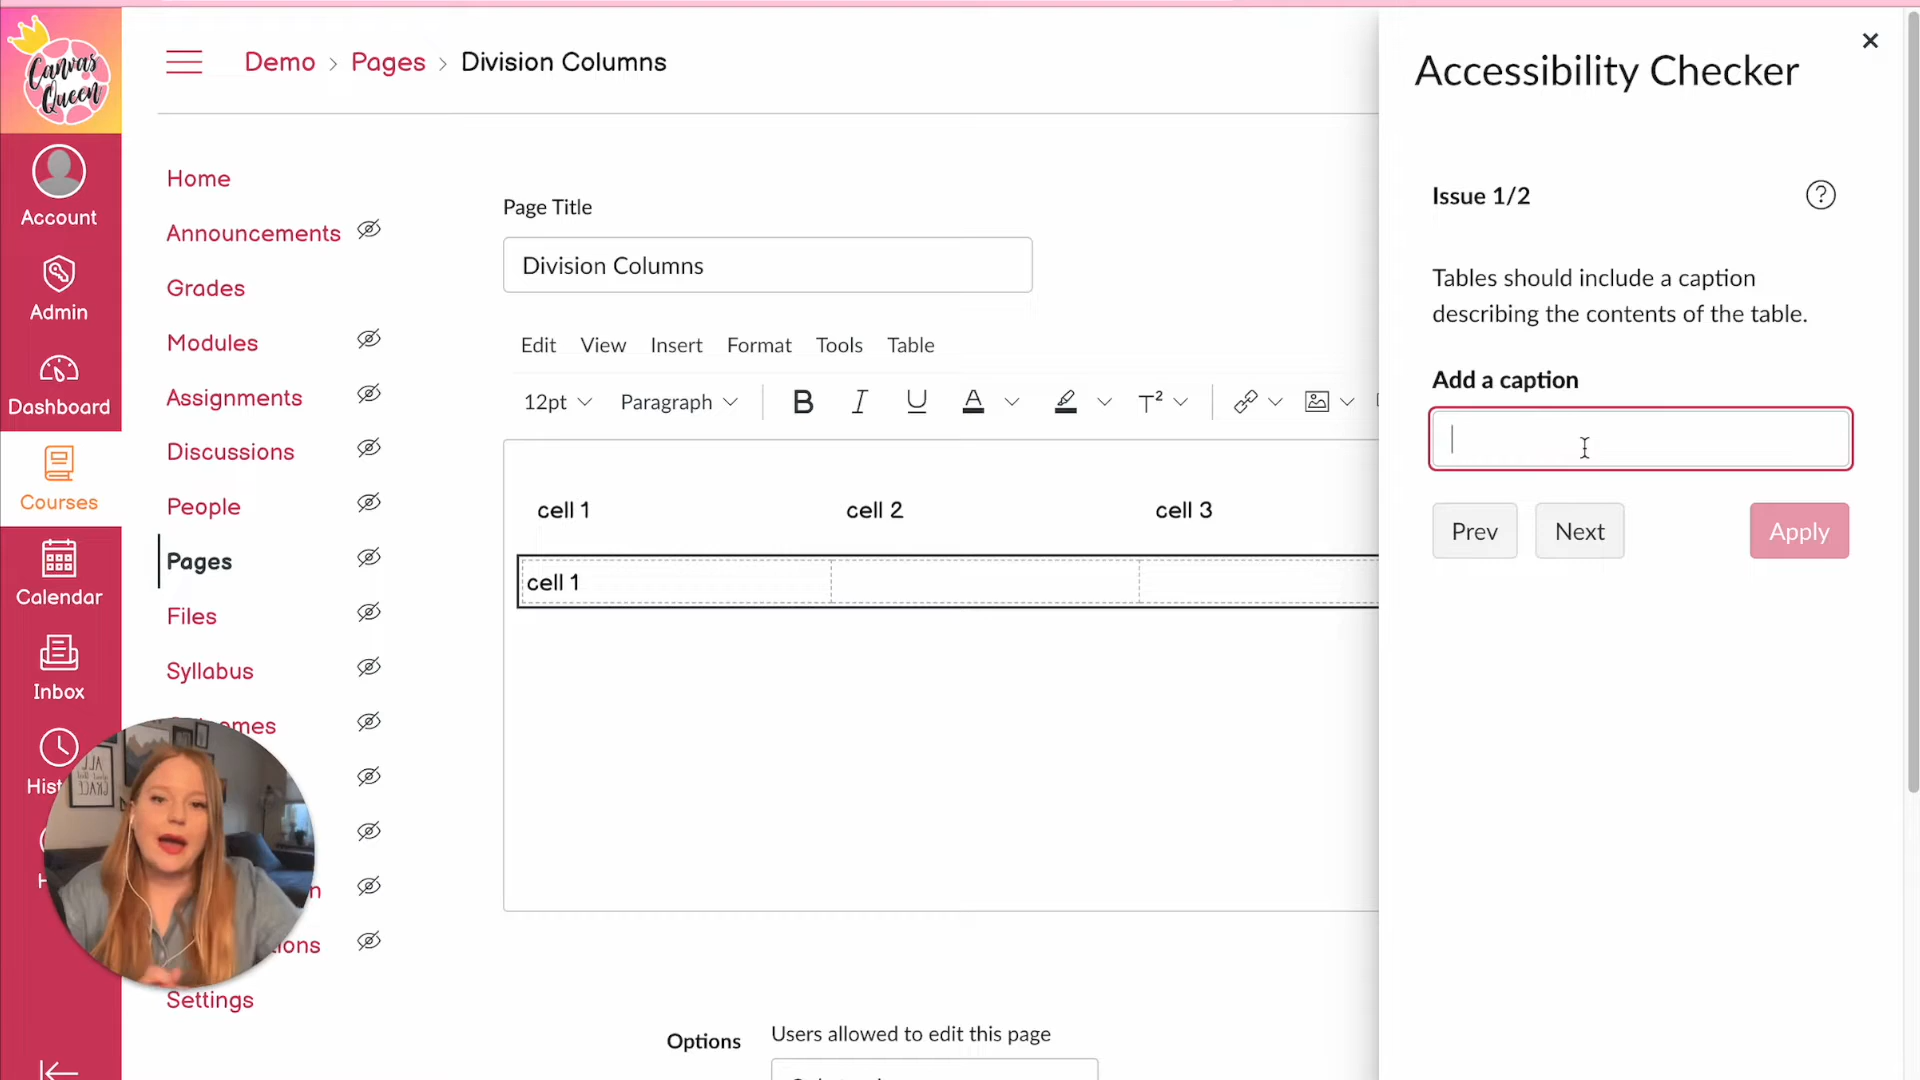 Canvas
Queen
Account
Admin
Dashboard
Courses
Calendar
Inbox
Demo > Pages > Division Columns
Home
Announcements
Grades
Modules
Assignments
Discussions
People
Pages
Files
Syllabus
Settings
Page Title
Division Columns
Edit View Insert Format Tools Table
12pt Paragraph B I U A T²
cell 1 cell 2 cell 3
cell 1
Options
Users allowed to edit this page
Accessibility Checker
Issue 1/2
Tables should include a caption
describing the contents of the table.
Add a caption
Prev Next Apply